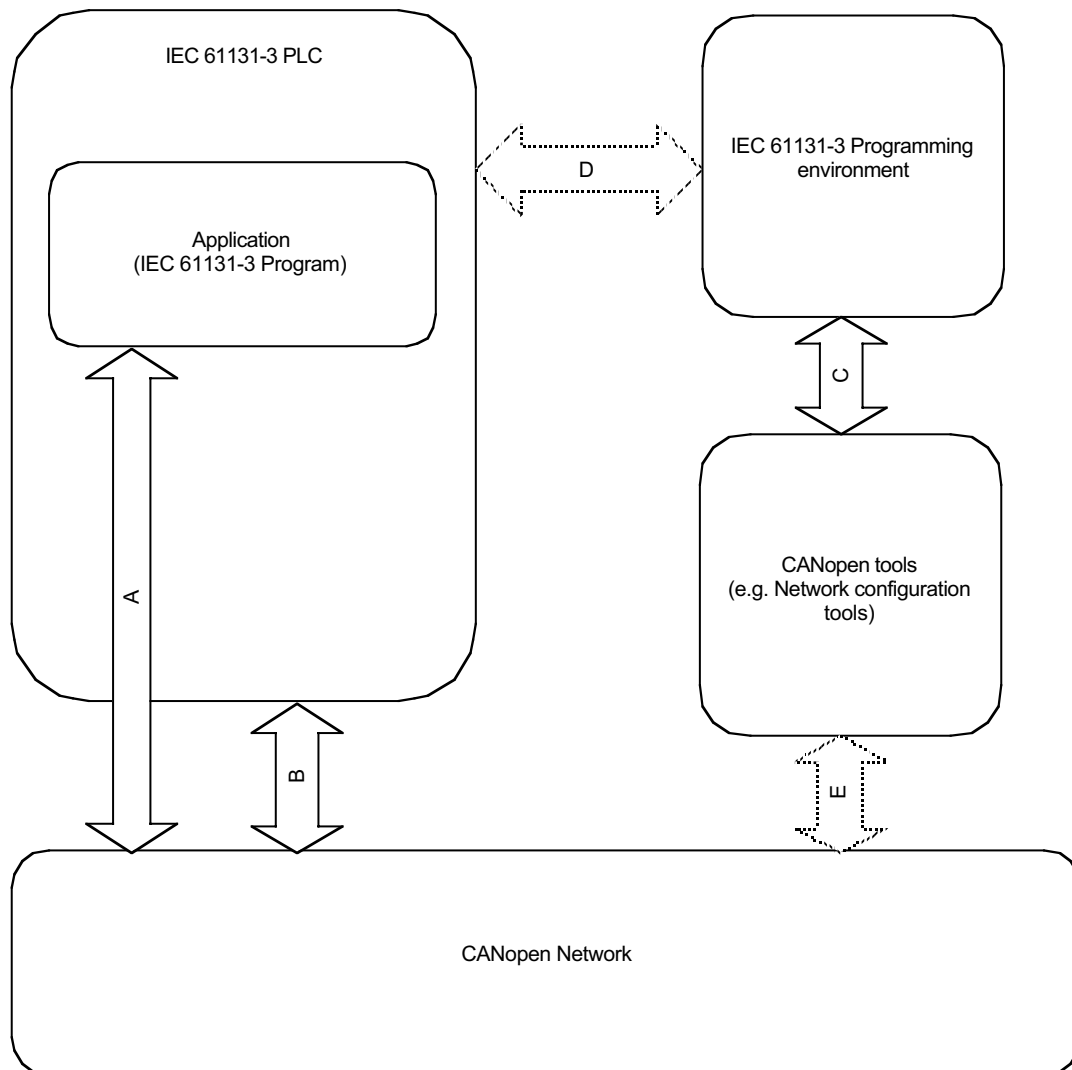 IEC 61131-3 PLC
Application
(IEC 61131-3 Program)
D
IEC 61131-3 Programming
environment
C
CANopen tools
(e.g. Network configuration
tools)
A
B
E
CANopen Network